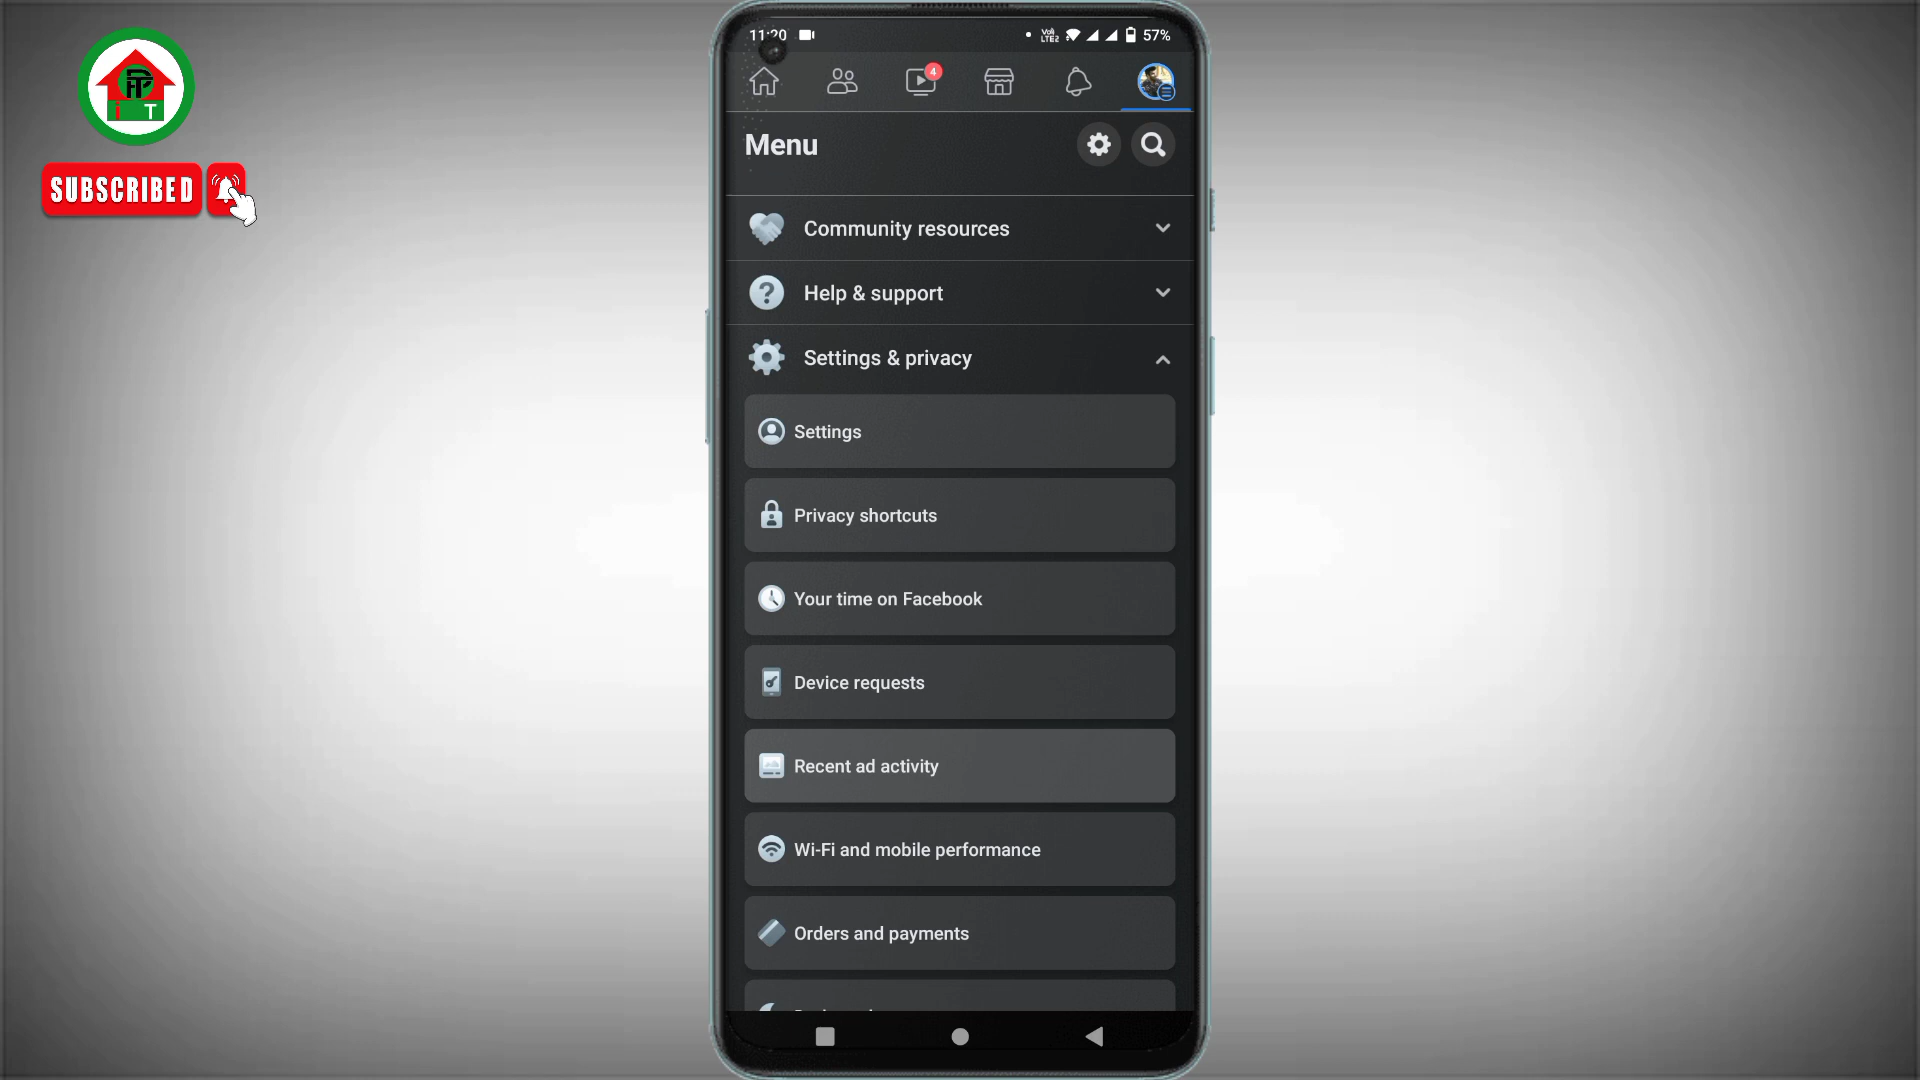 SUBSCRIBED
i T
11:20
57%
4
Menu
Community resources
Help & support
Settings & privacy
Settings
Privacy shortcuts
Your time on Facebook
Device requests
Recent ad activity
Wi-Fi and mobile performance
Orders and payments